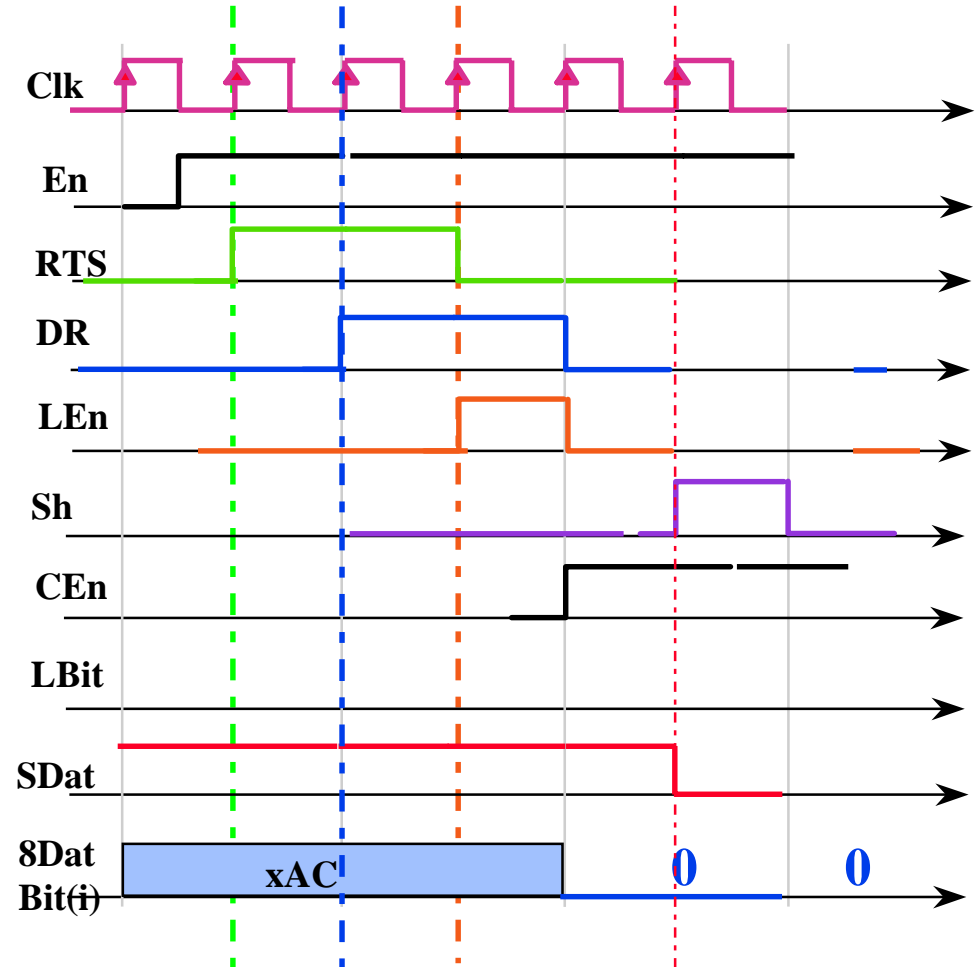 Clk
En
RTS
DR
LEn
Sh
CEn
LBit
SDat
8Dat
xAC 0 0
Bit(i)